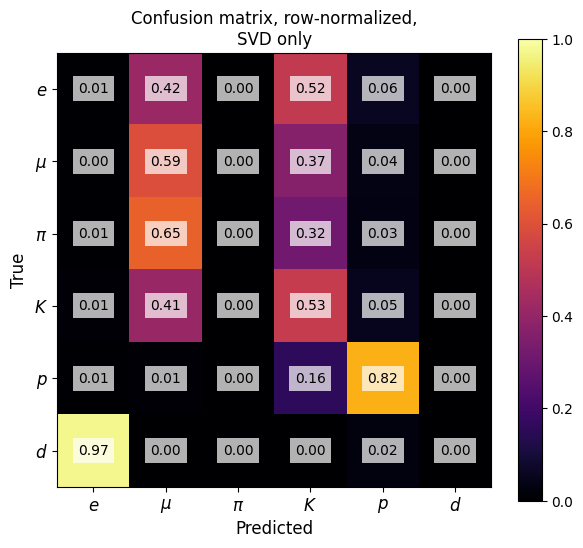 Confusion matrix, row-normalized,
SVD only
True
e 0.01 0.42 0.00 0.52 0.06 0.00
μ 0.00 0.59 0.00 0.37 0.04 0.00
π 0.01 0.65 0.00 0.32 0.03 0.00
K 0.01 0.41 0.00 0.53 0.05 0.00
p 0.01 0.01 0.00 0.16 0.82 0.00
d 0.97 0.00 0.00 0.00 0.02 0.00
e μ π K p d
Predicted
1.0
0.8
0.6
0.4
0.2
0.0